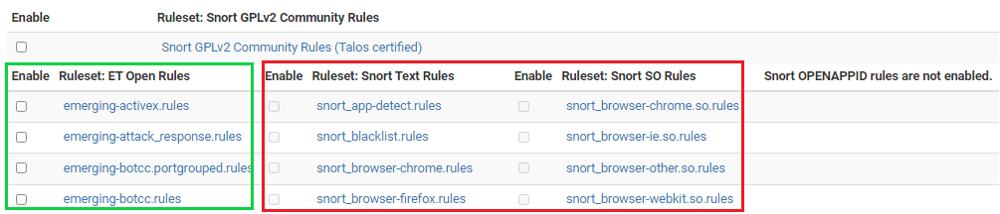 Enable Ruleset: Snort GPLv2 Community Rules
Snort GPLv2 Community Rules (Talos certified)
Enable Ruleset: ET Open Rules Enable Ruleset: Snort Text Rules Enable Ruleset: Snort SO Rules Snort OPENAPPID rules are not enabled.
emerging-activex.rules snort_app-detect.rules snort_browser-chrome.so.rules
emerging-attack_response.rules snort_blacklist.rules snort_browser-ie.so.rules
emerging-botcc.portgrouped.rules snort_browser-chrome.rules snort_browser-other.so.rules
emerging-botcc.rules snort_browser-firefox.rules snort_browser-webkit.so.rules